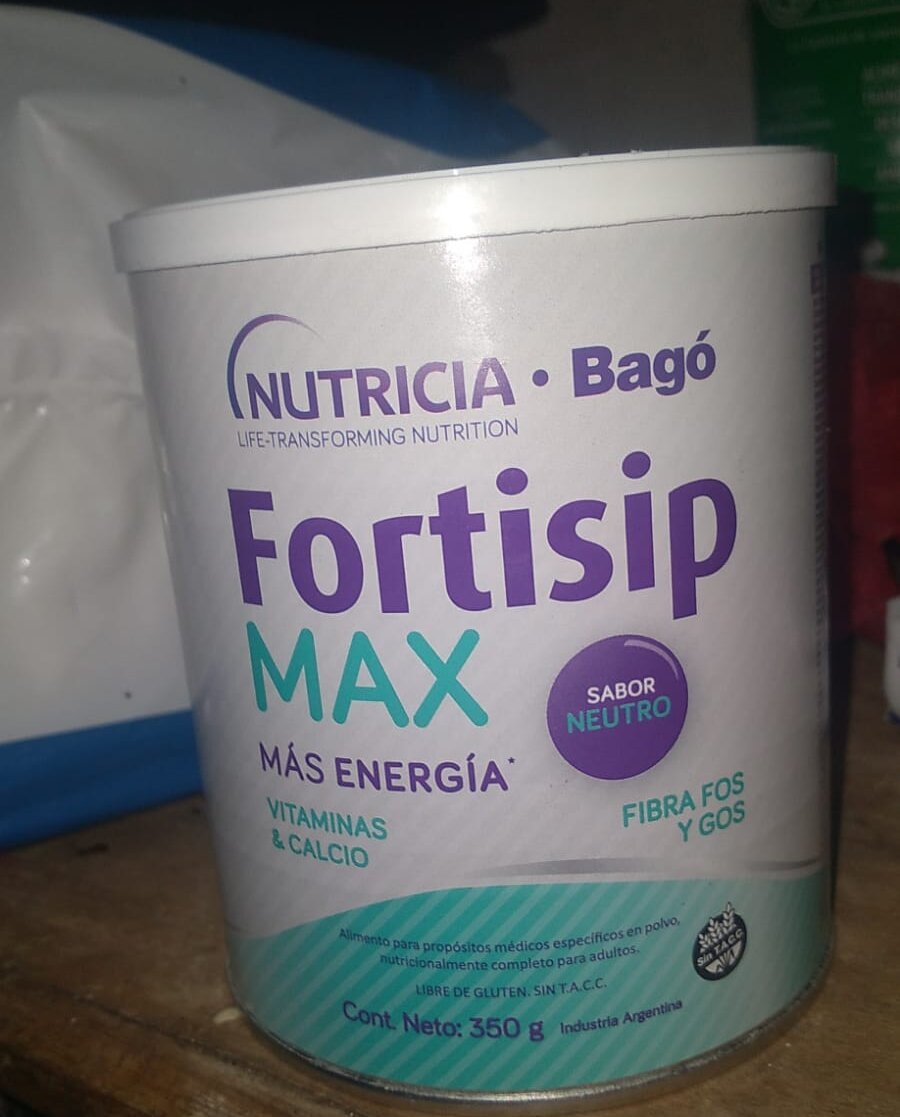 NUTRICIA • Bagó
LIFE-TRANSFORMING NUTRITION
Fortisip
MAX
SABOR
NEUTRO
MÁS ENERGÍA*
VITAMINAS
& CALCIO
FIBRA FOS
Y GOS
Alimento para propósitos médicos específicos en polvo,
nutricionalmente completo para adultos.
LIBRE DE GLUTEN. SIN T.A.C.C.
Sin T.A.C.C.
Cont. Neto: 350 g Industria Argentina